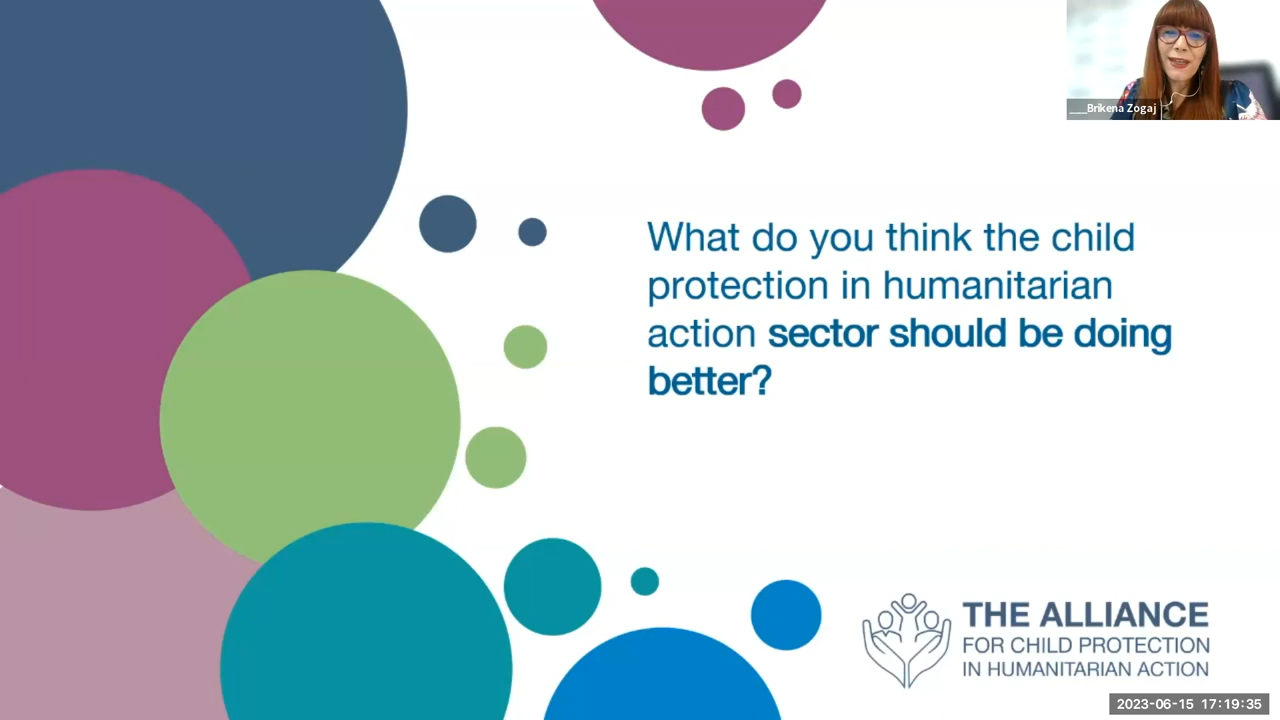 ___Brikena Zogaj
What do you think the child
protection in humanitarian
action sector should be doing
better?
THE ALLIANCE
FOR CHILD PROTECTION
IN HUMANITARIAN ACTION
2023-06-15 17:19:35